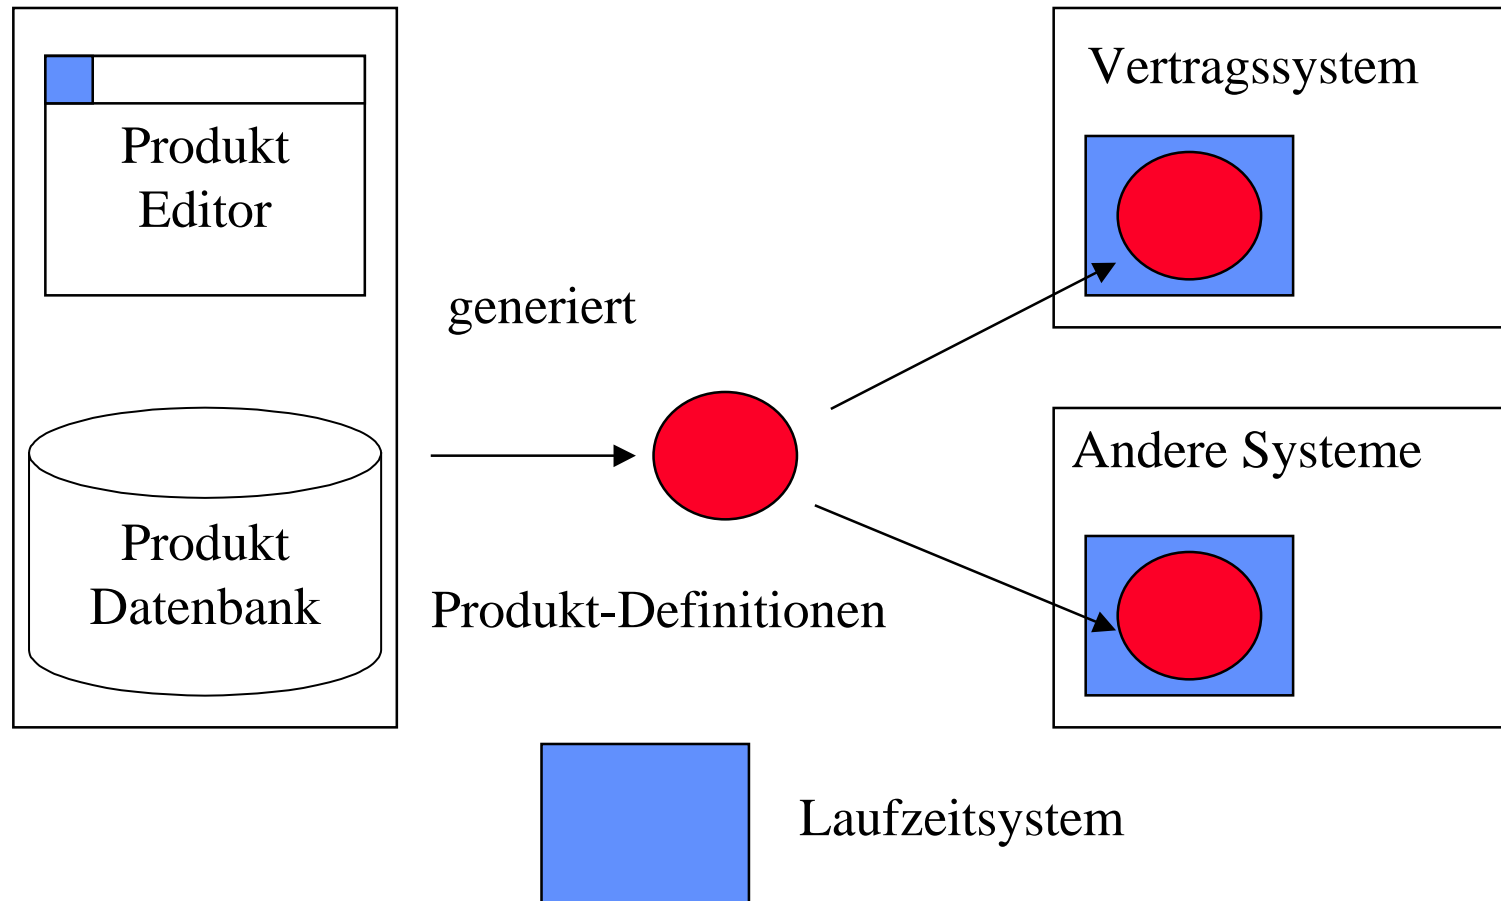 Produkt
Editor
Produkt
Datenbank
generiert
Produkt-Definitionen
Vertragssystem
Andere Systeme
Laufzeitsystem